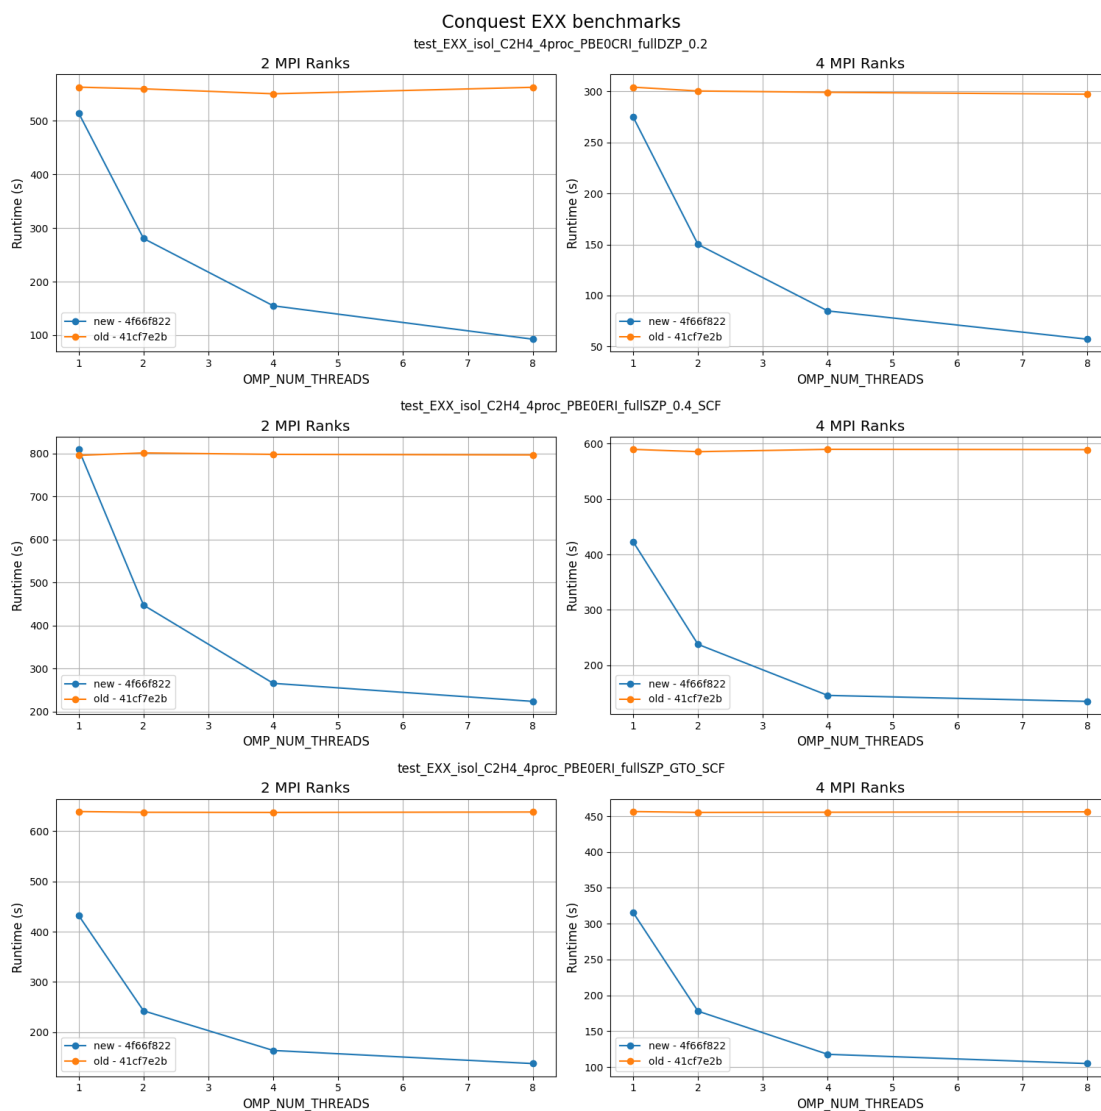 Conquest EXX benchmarks
test_EXX_isol_C2H4_4proc_PBE0CRI_fullDZP_0.2
2 MPI Ranks
Runtime (s)
500
400
300
200
100
new - 4f66f822
old - 41cf7e2b
1 2 3 4 5 6 7 8
OMP_NUM_THREADS
4 MPI Ranks
Runtime (s)
300
250
200
150
100
50
new - 4f66f822
old - 41cf7e2b
1 2 3 4 5 6 7 8
OMP_NUM_THREADS
test_EXX_isol_C2H4_4proc_PBE0ERI_fullSZP_0.4_SCF
2 MPI Ranks
Runtime (s)
800
700
600
500
400
300
200
new - 4f66f822
old - 41cf7e2b
1 2 3 4 5 6 7 8
OMP_NUM_THREADS
4 MPI Ranks
Runtime (s)
600
500
400
300
200
new - 4f66f822
old - 41cf7e2b
1 2 3 4 5 6 7 8
OMP_NUM_THREADS
test_EXX_isol_C2H4_4proc_PBE0ERI_fullSZP_GTO_SCF
2 MPI Ranks
Runtime (s)
600
500
400
300
200
new - 4f66f822
old - 41cf7e2b
1 2 3 4 5 6 7 8
OMP_NUM_THREADS
4 MPI Ranks
Runtime (s)
450
400
350
300
250
200
150
100
new - 4f66f822
old - 41cf7e2b
1 2 3 4 5 6 7 8
OMP_NUM_THREADS